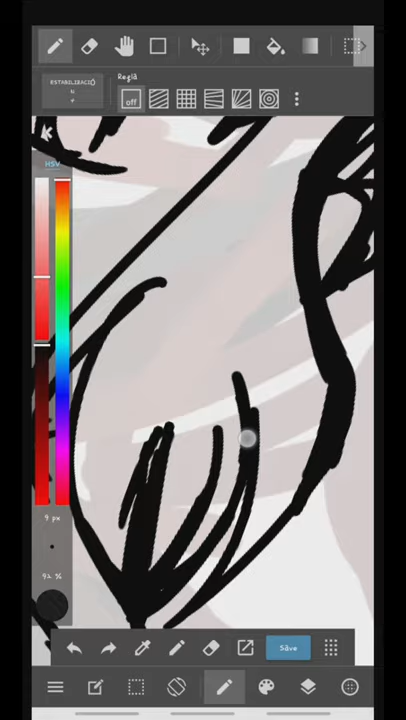 ESTABILIZACIÓ
N
Regla
off
HSV
9 px
92 %
Save